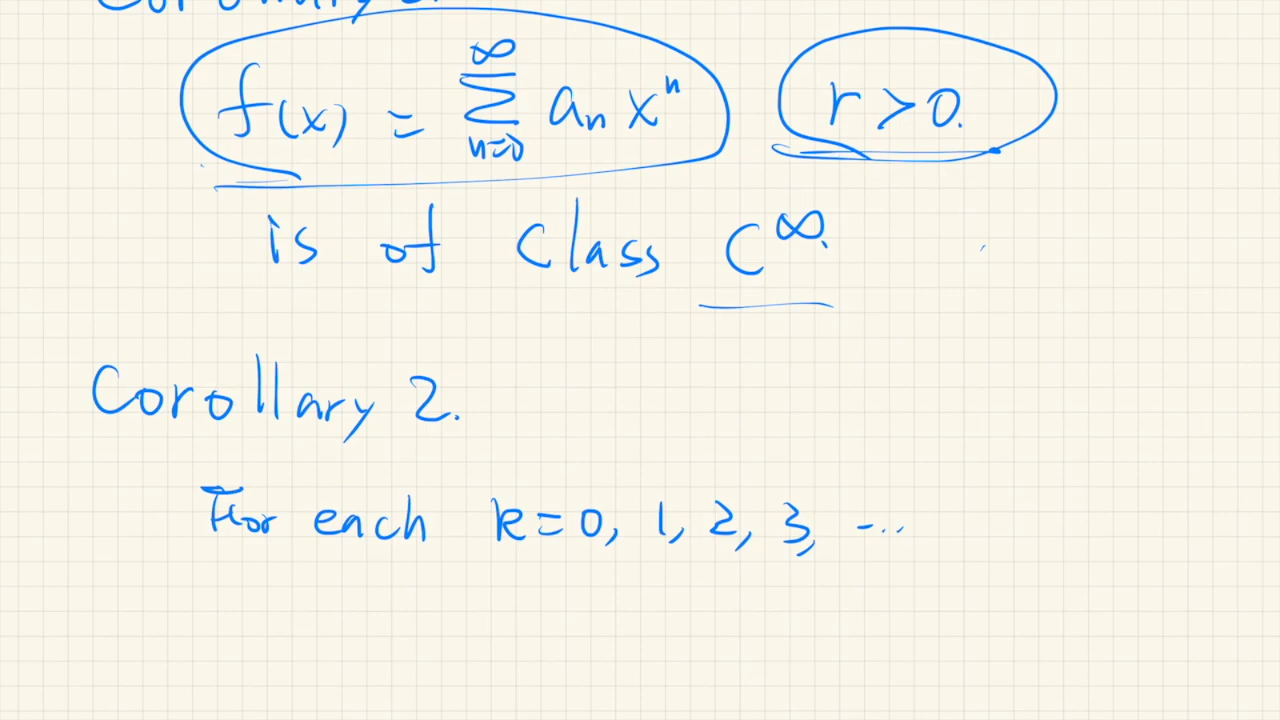 f(x) = ∑_{n=0}^{∞} a_n x^n r > 0.
is of class C^∞.
Corollary 2.
For each k=0, 1, 2, 3, ...